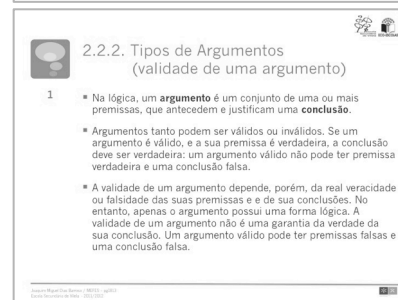 2.2.2. Tipos de Argumentos
(validade de uma argumento)
1
▪ Na lógica, um argumento é um conjunto de uma ou mais
premissas, que antecedem e justificam uma conclusão.
▪ Argumentos tanto podem ser válidos ou inválidos. Se um
argumento é válido, e a sua premissa é verdadeira, a conclusão
deve ser verdadeira: um argumento válido não pode ter premissa
verdadeira e uma conclusão falsa.
▪ A validade de um argumento depende, porém, da real veracidade
ou falsidade das suas premissas e e de sua conclusões. No
entanto, apenas o argumento possui uma forma lógica. A
validade de um argumento não é uma garantia da verdade da
sua conclusão. Um argumento válido pode ter premissas falsas e
uma conclusão falsa.